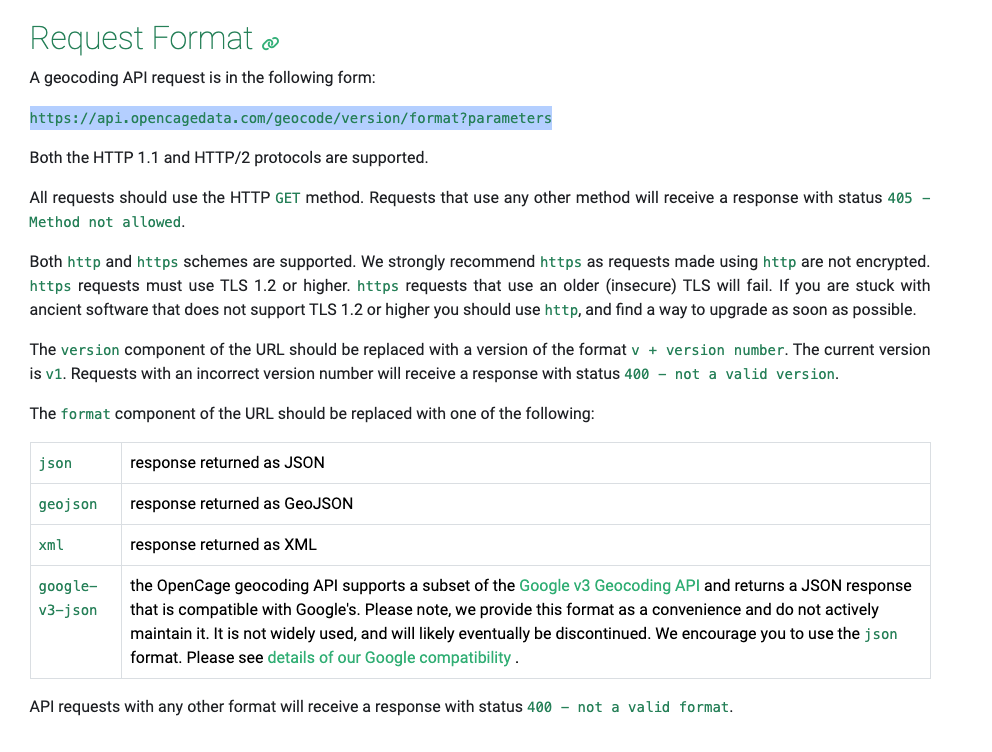 Request Format
A geocoding API request is in the following form:
https://api.opencagedata.com/geocode/version/format?parameters
Both the HTTP 1.1 and HTTP/2 protocols are supported.
All requests should use the HTTP GET method. Requests that use any other method will receive a response with status 405 –
Method not allowed.
Both http and https schemes are supported. We strongly recommend https as requests made using http are not encrypted.
https requests must use TLS 1.2 or higher. https requests that use an older (insecure) TLS will fail. If you are stuck with
ancient software that does not support TLS 1.2 or higher you should use http, and find a way to upgrade as soon as possible.
The version component of the URL should be replaced with a version of the format v + version number. The current version
is v1. Requests with an incorrect version number will receive a response with status 400 – not a valid version.
The format component of the URL should be replaced with one of the following:
json response returned as JSON
geojson response returned as GeoJSON
xml response returned as XML
google-
v3-json
the OpenCage geocoding API supports a subset of the Google v3 Geocoding API and returns a JSON response
that is compatible with Google's. Please note, we provide this format as a convenience and do not actively
maintain it. It is not widely used, and will likely eventually be discontinued. We encourage you to use the json
format. Please see details of our Google compatibility .
API requests with any other format will receive a response with status 400 – not a valid format.